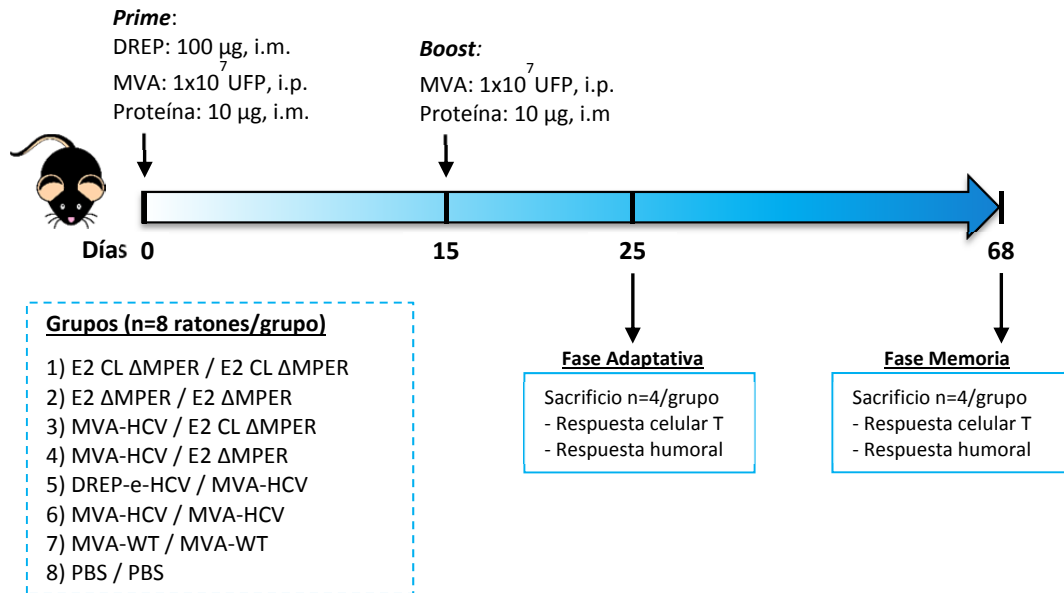 Prime:
DREP: 100 µg, i.m.
MVA: 1x10⁷ UFP, i.p.
Proteína: 10 µg, i.m.
Boost:
MVA: 1x10⁷ UFP, i.p.
Proteína: 10 µg, i.m
Días 0 15 25 68
Grupos (n=8 ratones/grupo)
1) E2 CL ΔMPER / E2 CL ΔMPER
2) E2 ΔMPER / E2 ΔMPER
3) MVA-HCV / E2 CL ΔMPER
4) MVA-HCV / E2 ΔMPER
5) DREP-e-HCV / MVA-HCV
6) MVA-HCV / MVA-HCV
7) MVA-WT / MVA-WT
8) PBS / PBS
Fase Adaptativa
Sacrificio n=4/grupo
- Respuesta celular T
- Respuesta humoral
Fase Memoria
Sacrificio n=4/grupo
- Respuesta celular T
- Respuesta humoral